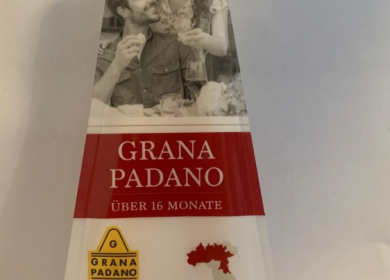 GRANA
PADANO
ÜBER 16 MONATE
G
GRANA
PADANO